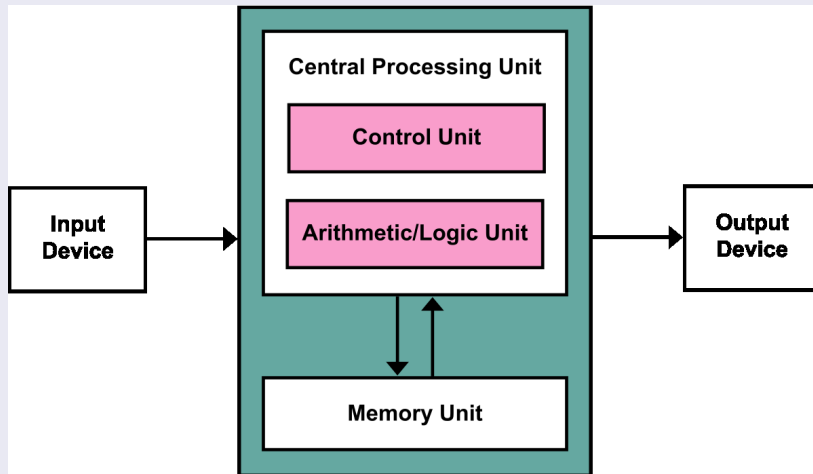 Central Processing Unit
Control Unit
Arithmetic/Logic Unit
Input
Device
Output
Device
Memory Unit